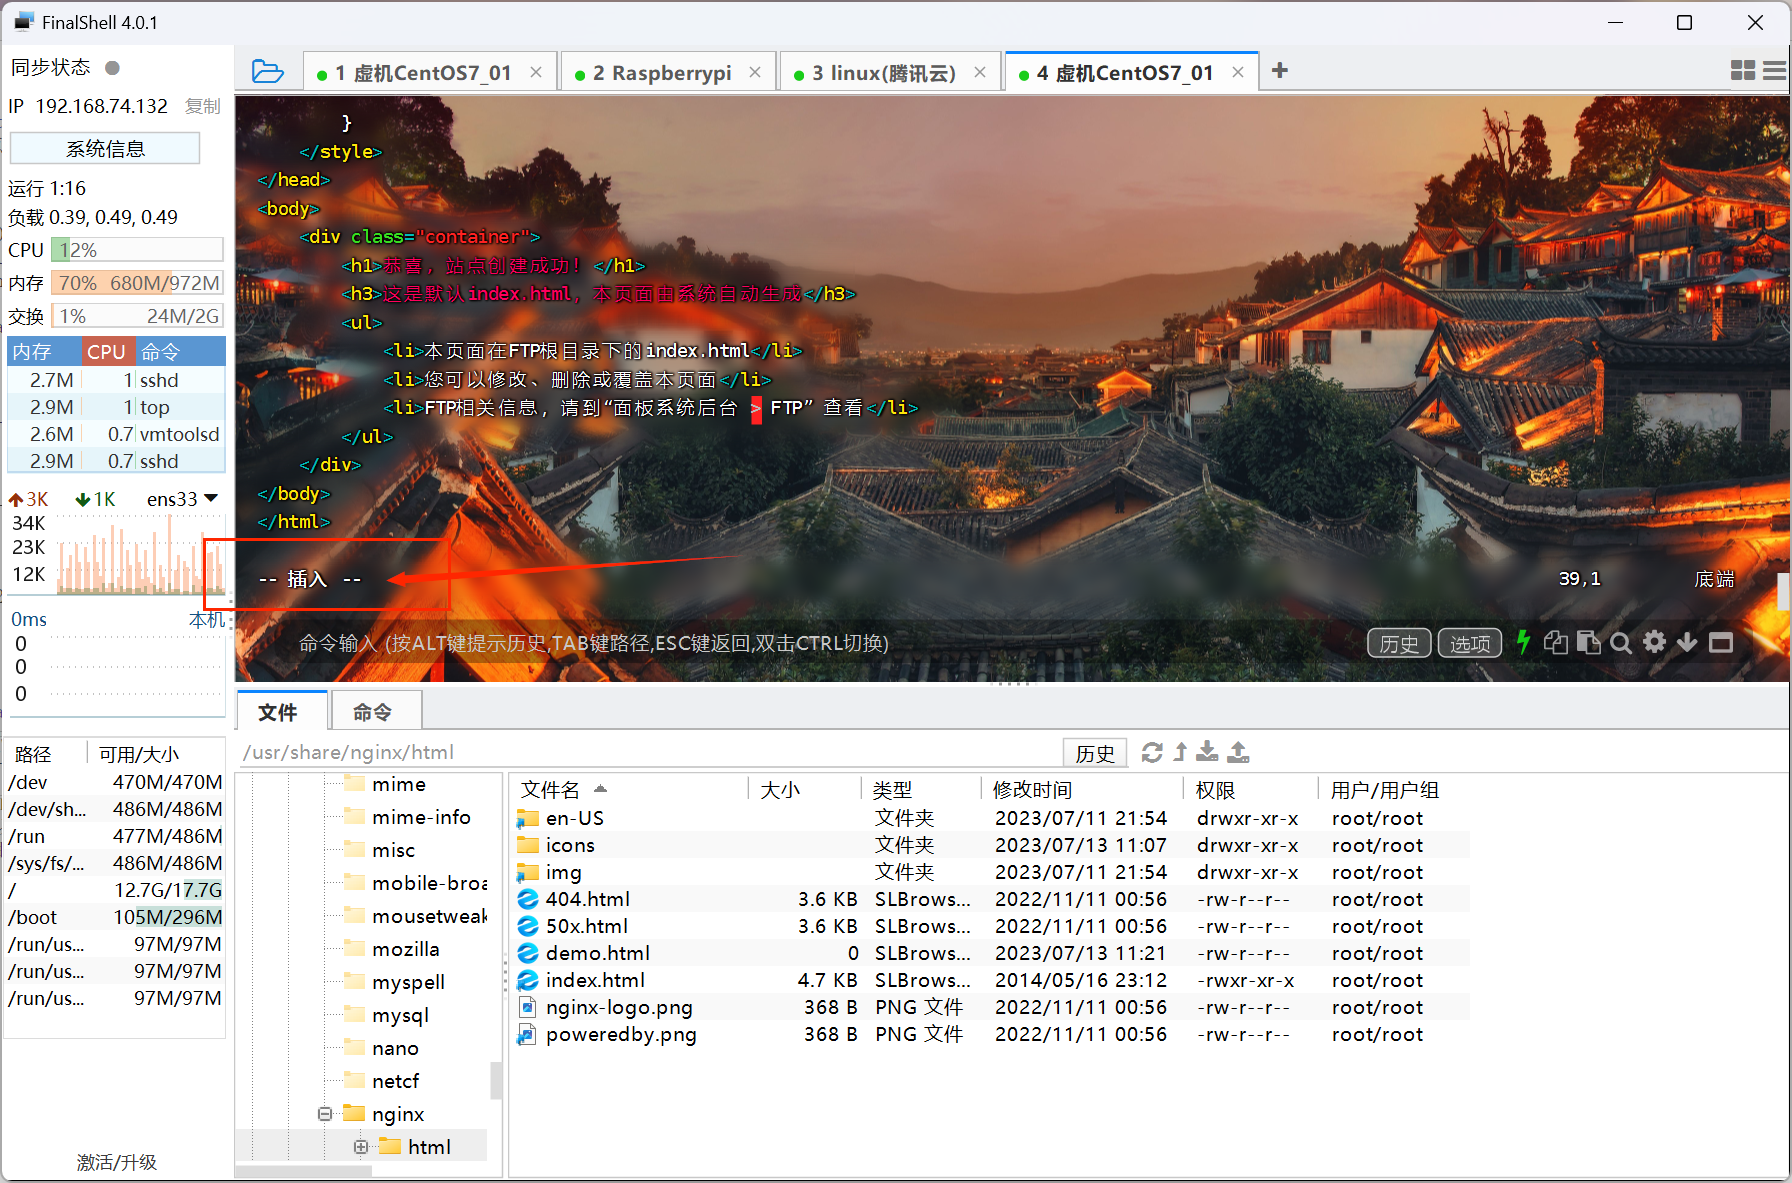 FinalShell 4.0.1
同步状态
IP 192.168.74.132 复制
系统信息
运行 1:16
负载 0.39, 0.49, 0.49
CPU 12%
内存 70% 680M/972M
交换 1% 24M/2G
内存 CPU 命令
2.7M 1 sshd
2.9M 1 top
2.6M 0.7 vmtoolsd
2.9M 0.7 sshd
3K 1K ens33
34K
23K
12K
0ms 本机
0
0
0
路径 可用/大小
/dev 470M/470M
/dev/sh... 486M/486M
/run 477M/486M
/sys/fs/... 486M/486M
/ 12.7G/17.7G
/boot 105M/296M
/run/us... 97M/97M
/run/us... 97M/97M
/run/us... 97M/97M
激活/升级
1 虚机CentOS7_01
2 Raspberrypi
3 linux(腾讯云)
4 虚机CentOS7_01
}
</style>
</head>
<body>
<div class="container">
<h1>恭喜，站点创建成功！</h1>
<h3>这是默认index.html，本页面由系统自动生成</h3>
<ul>
<li>本页面在FTP根目录下的index.html</li>
<li>您可以修改、删除或覆盖本页面</li>
<li>FTP相关信息，请到“面板系统后台 > FTP” 查看</li>
</ul>
</div>
</body>
</html>
-- 插入 -- 39,1 底端
命令输入 (按ALT键提示历史,TAB键路径,ESC键返回,双击CTRL切换) 历史 选项
文件 命令
/usr/share/nginx/html 历史
mime
mime-info
misc
mobile-broa
mousetweak
mozilla
myspell
mysql
nano
netcf
nginx
html
文件名 大小 类型 修改时间 权限 用户/用户组
en-US 文件夹 2023/07/11 21:54 drwxr-xr-x root/root
icons 文件夹 2023/07/13 11:07 drwxr-xr-x root/root
img 文件夹 2023/07/11 21:54 drwxr-xr-x root/root
404.html 3.6 KB SLBrows... 2022/11/11 00:56 -rw-r--r-- root/root
50x.html 3.6 KB SLBrows... 2022/11/11 00:56 -rw-r--r-- root/root
demo.html 0 SLBrows... 2023/07/13 11:21 -rw-r--r-- root/root
index.html 4.7 KB SLBrows... 2014/05/16 23:12 -rwxr-xr-x root/root
nginx-logo.png 368 B PNG 文件 2022/11/11 00:56 -rw-r--r-- root/root
poweredby.png 368 B PNG 文件 2022/11/11 00:56 -rw-r--r-- root/root